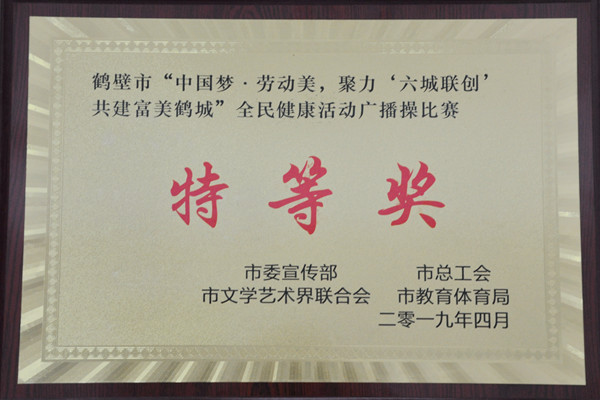 鹤壁市“中国梦·劳动美，聚力‘六城联创’
共建富美鹤城”全民健康活动广播操比赛
特等奖
市委宣传部 市总工会
市文学艺术界联合会 市教育体育局
二零一九年四月